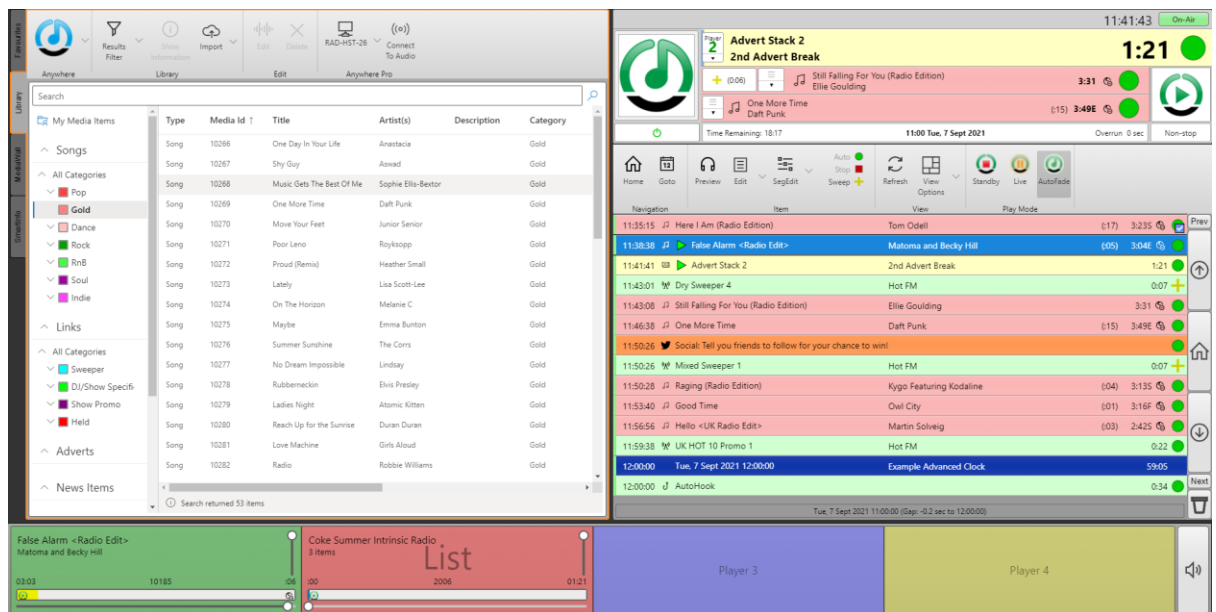 Favourites
Library
MediaWall
SmartInfo
Anywhere
Results Filter
Show Information
Import
Library
Edit
Delete
Edit
RAD-HST-26
Connect To Audio
Anywhere Pro
Search
My Media Items
Songs
All Categories
Pop
Gold
Dance
Rock
RnB
Soul
Indie
Links
All Categories
Sweeper
DJ/Show Specifi
Show Promo
Held
Adverts
News Items
Type Media Id ↑ Title Artist(s) Description Category
Song 10266 One Day In Your Life Anastacia Gold
Song 10267 Shy Guy Aswad Gold
Song 10268 Music Gets The Best Of Me Sophie Ellis-Bextor Gold
Song 10269 One More Time Daft Punk Gold
Song 10270 Move Your Feet Junior Senior Gold
Song 10271 Poor Leno Royksopp Gold
Song 10272 Proud (Remix) Heather Small Gold
Song 10273 Lately Lisa Scott-Lee Gold
Song 10274 On The Horizon Melanie C Gold
Song 10275 Maybe Emma Bunton Gold
Song 10276 Summer Sunshine The Corrs Gold
Song 10277 No Dream Impossible Lindsay Gold
Song 10278 Rubberneckin Elvis Presley Gold
Song 10279 Ladies Night Atomic Kitten Gold
Song 10280 Reach Up for the Sunrise Duran Duran Gold
Song 10281 Love Machine Girls Aloud Gold
Song 10282 Radio Robbie Williams Gold
Search returned 53 items
11:41:43 On-Air
Player 2
Advert Stack 2
2nd Advert Break
1:21
(0:06)
Still Falling For You (Radio Edition)
Ellie Goulding
3:31
One More Time
Daft Punk
(:15) 3:49E
Time Remaining: 18:17 11:00 Tue, 7 Sept 2021 Overrun 0 sec Non-stop
Home Goto
Navigation
Preview Edit SegEdit
Auto
Stop
Sweep
Item
Refresh View Options
View
Standby Live AutoFade
Play Mode
11:35:15 Here I Am (Radio Edition) Tom Odell (:17) 3:23S
11:38:38 False Alarm <Radio Edit> Matoma and Becky Hill (:05) 3:04E
11:41:41 Advert Stack 2 2nd Advert Break 1:21
11:43:01 Dry Sweeper 4 Hot FM 0:07
11:43:08 Still Falling For You (Radio Edition) Ellie Goulding 3:31
11:46:38 One More Time Daft Punk (:15) 3:49E
11:50:26 Social: Tell you friends to follow for your chance to win!
11:50:26 Mixed Sweeper 1 Hot FM 0:07
11:50:28 Raging (Radio Edition) Kygo Featuring Kodaline (:04) 3:13S
11:53:40 Good Time Owl City (:01) 3:16F
11:56:56 Hello <UK Radio Edit> Martin Solveig (:03) 2:42S
11:59:38 UK HOT 10 Promo 1 Hot FM 0:22
12:00:00 Tue, 7 Sept 2021 12:00:00 Example Advanced Clock 59:05
12:00:00 AutoHook 0:34
Tue, 7 Sept 2021 11:00:00 (Gap: -0.2 sec to 12:00:00)
Prev
Next
False Alarm <Radio Edit>
Matoma and Becky Hill
03:03 10185 :06
Coke Summer Intrinsic Radio
3 items
List
:00 2006 01:21
Player 3
Player 4